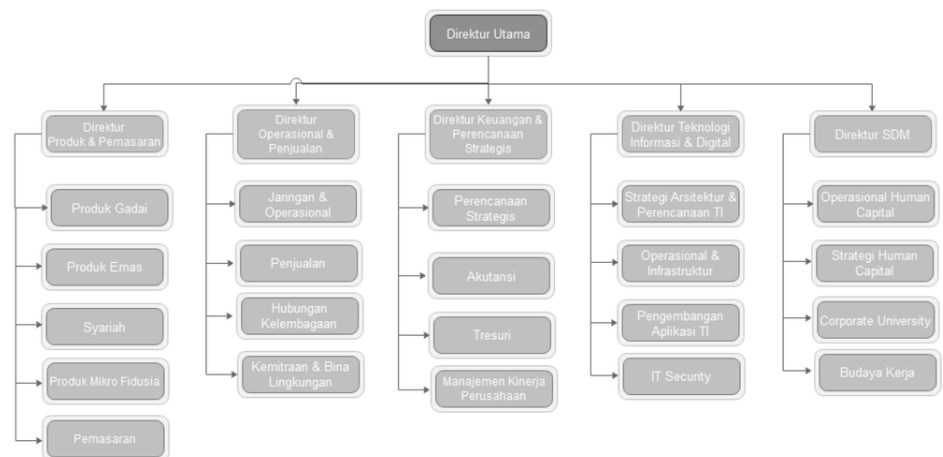 Direktur Utama
Direktur
Produk & Pemasaran
Direktur
Operasional &
Penjualan
Direktur Keuangan &
Perencanaan
Strategis
Direktur Teknologi
Informasi & Digital
Direktur SDM
Produk Gadai
Produk Emas
Syariah
Produk Mikro Fidusia
Pemasaran
Jaringan &
Operasional
Penjualan
Hubungan
Kelembagaan
Kemitraan & Bina
Lingkungan
Perencanaan
Strategis
Akutansi
Tresuri
Manajemen Kinerja
Perusahaan
Strategi Arsitektur &
Perencanaan TI
Operasional &
Infrastruktur
Pengembangan
Aplikasi TI
IT Security
Operasional Human
Capital
Strategi Human
Capital
Corporate University
Budaya Kerja